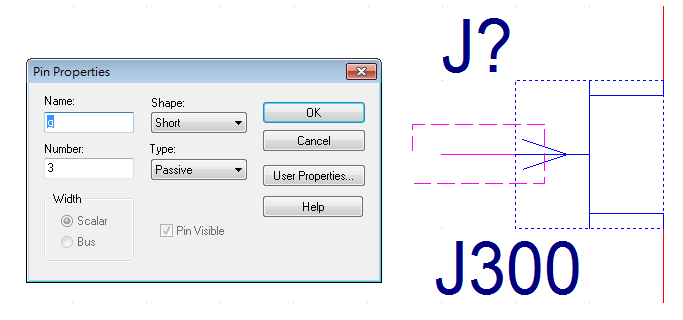 Pin Properties
Name:
g
Number:
3
Width
Scalar
Bus
Shape:
Short
Type:
Passive
Pin Visible
OK
Cancel
User Properties...
Help
J?
J300